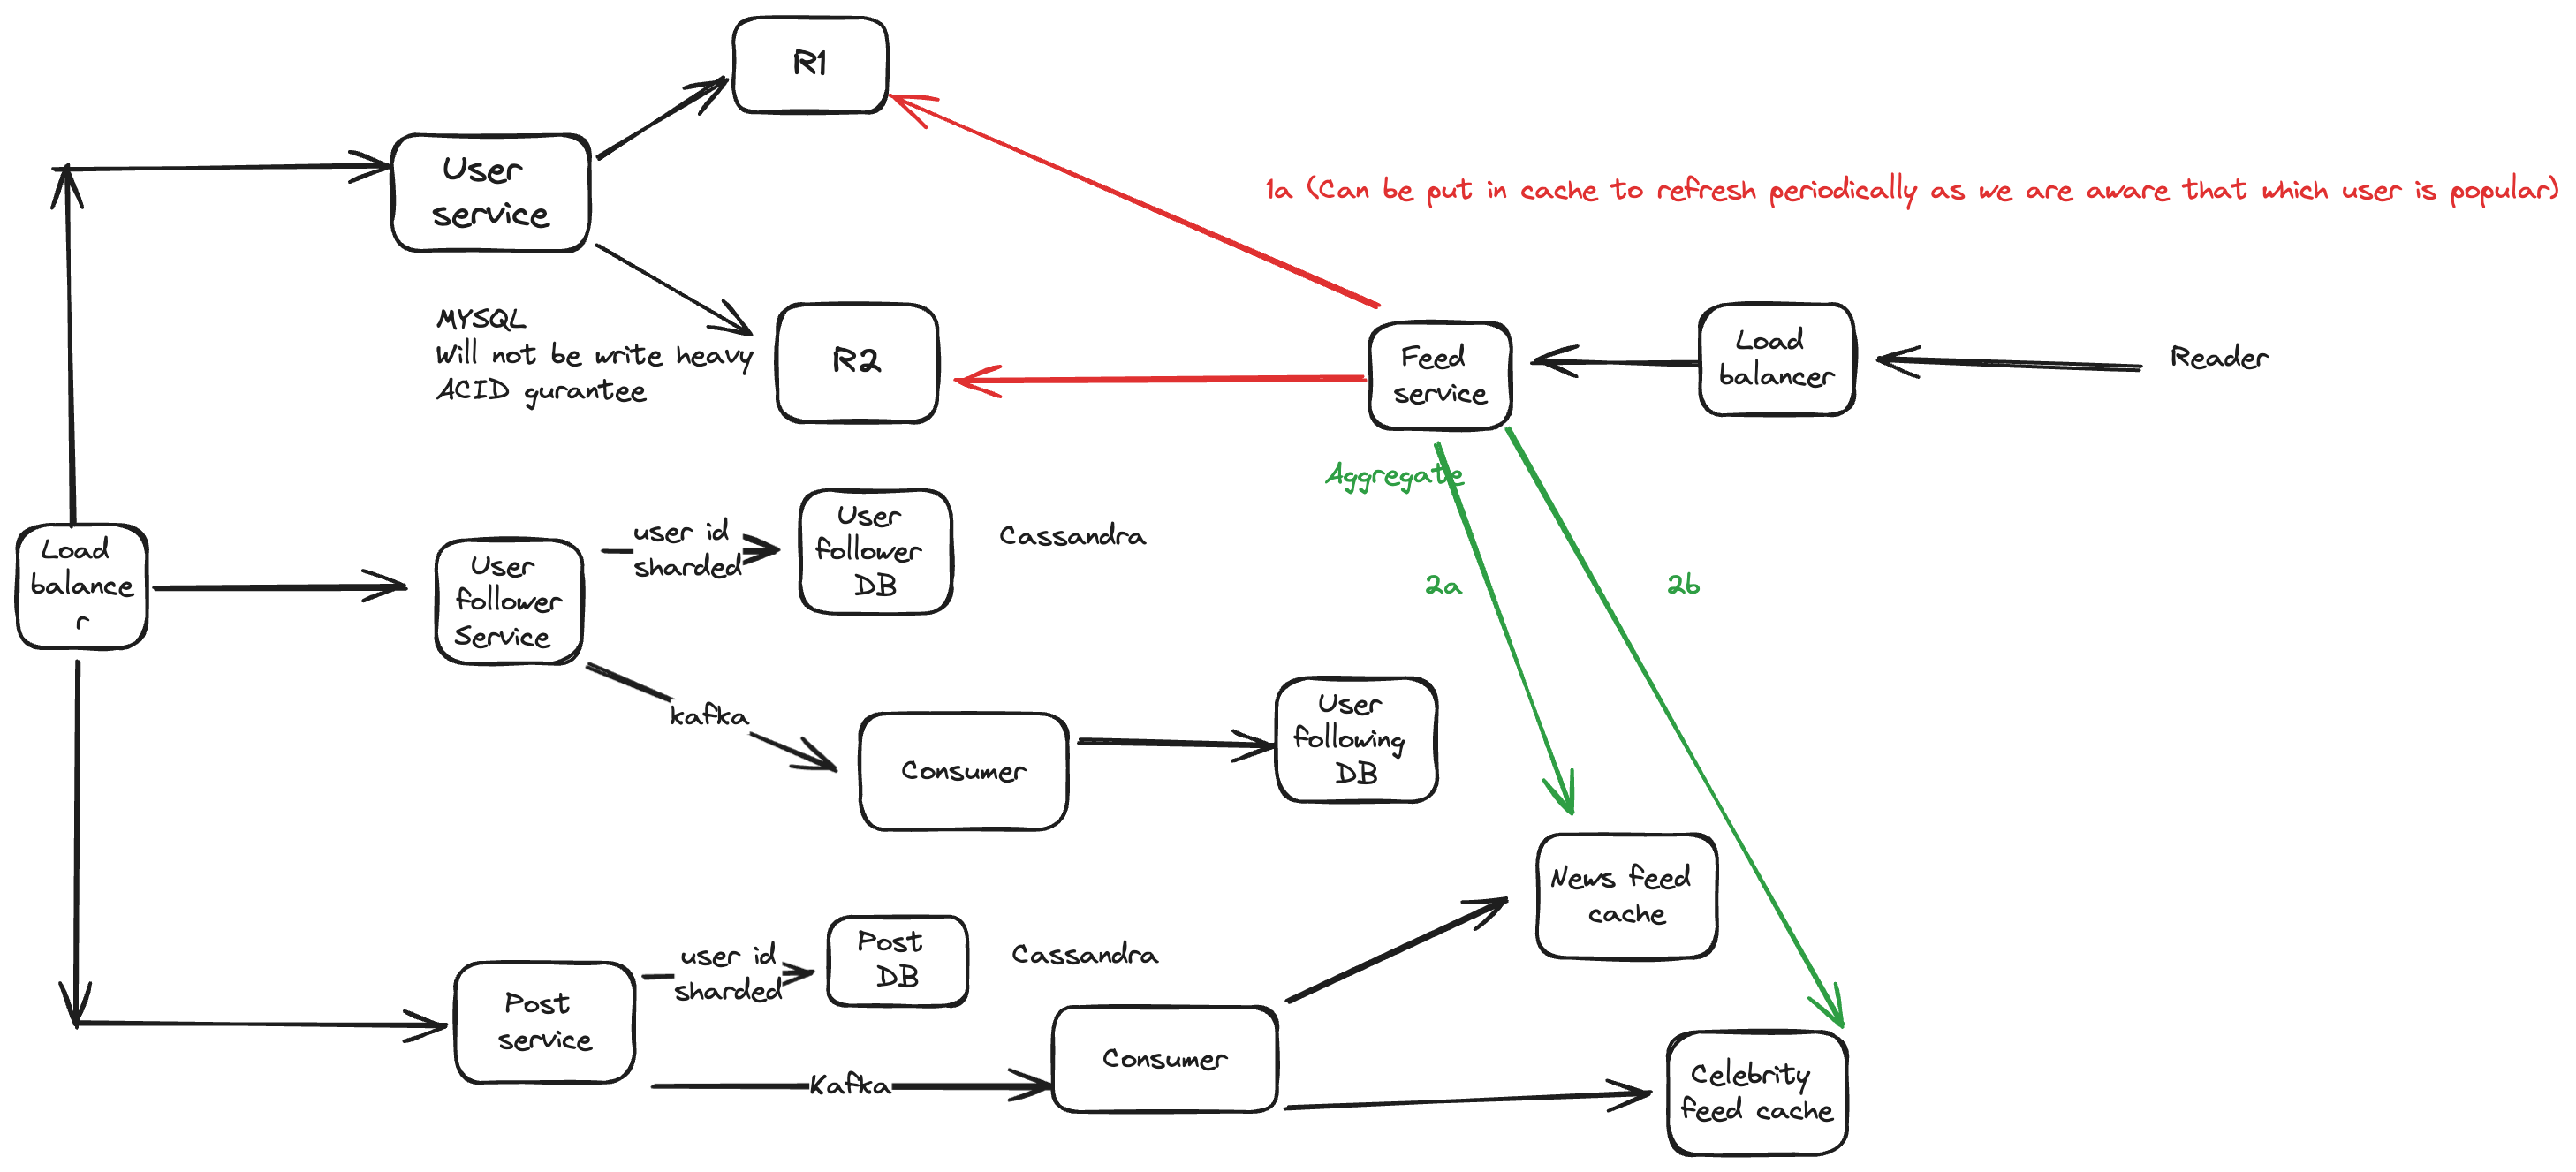 R1
User
service
1a (Can be put in cache to refresh periodically as we are aware that which user is popular)
MYSQL
Will not be write heavy
ACID gurantee
R2
Feed
service
Load
balancer
Reader
Aggregate
Load
balance
r
User
follower
Service
user id
sharded
User
follower
DB
Cassandra
2a
2b
kafka
Consumer
User
following
DB
News feed
cache
Post
service
user id
sharded
Post
DB
Cassandra
Kafka
Consumer
Celebrity
feed cache